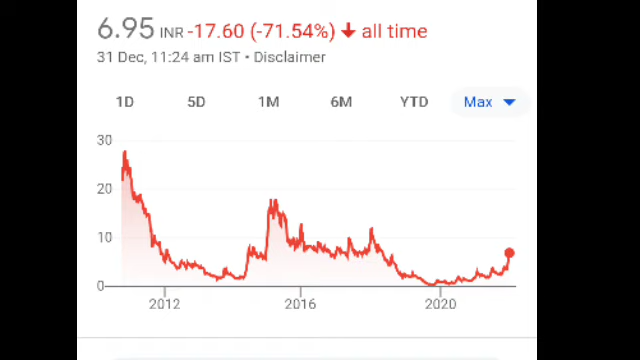 6.95 INR -17.60 (-71.54%) ↓ all time
31 Dec, 11:24 am IST • Disclaimer
1D 5D 1M 6M YTD Max
30
20
10
0
2012 2016 2020